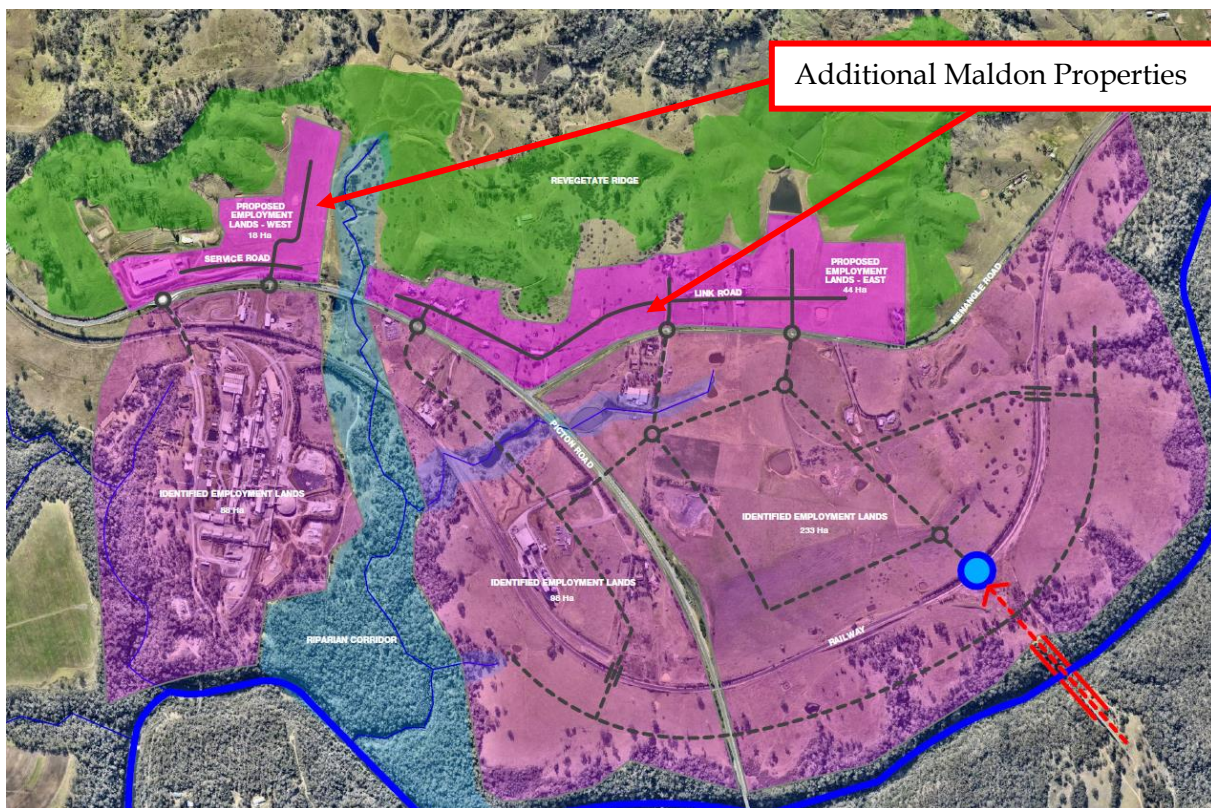 Additional Maldon Properties
REVEGETATE RIDGE
PROPOSED
EMPLOYMENT
LANDS - WEST
18 Ha
SERVICE ROAD
PROPOSED
EMPLOYMENT
LANDS - EAST
44 Ha
LINK ROAD
MENANGLE ROAD
PICTON ROAD
IDENTIFIED EMPLOYMENT LANDS
IDENTIFIED EMPLOYMENT LANDS
233 Ha
IDENTIFIED EMPLOYMENT LANDS
98 Ha
RIPARIAN CORRIDOR
RAILWAY